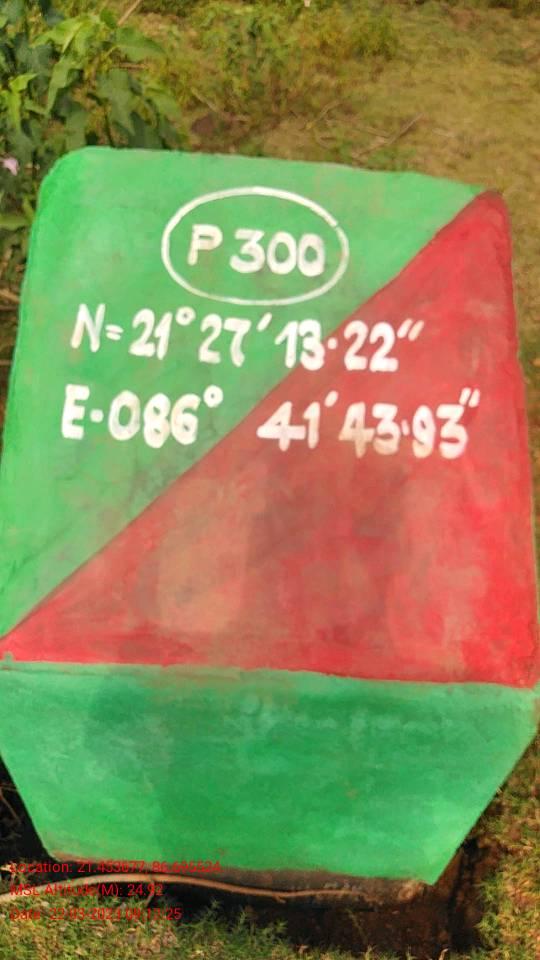 P 300
N=21° 27′ 13·22″
E·086° 41′ 43·93″
Location: 21.453677, 86.695524
MSL Altitude(M): 24.92
Date: 22-03-2023 09:17:25